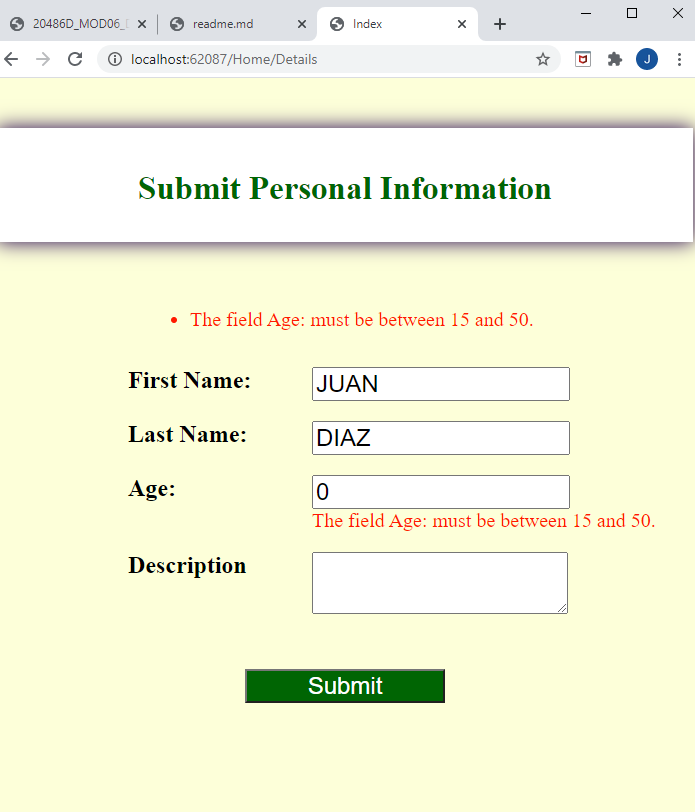 20486D_MOD06_
readme.md
Index
localhost:62087/Home/Details
J
Submit Personal Information
The field Age: must be between 15 and 50.
First Name:
JUAN
Last Name:
DIAZ
Age:
0
The field Age: must be between 15 and 50.
Description
Submit